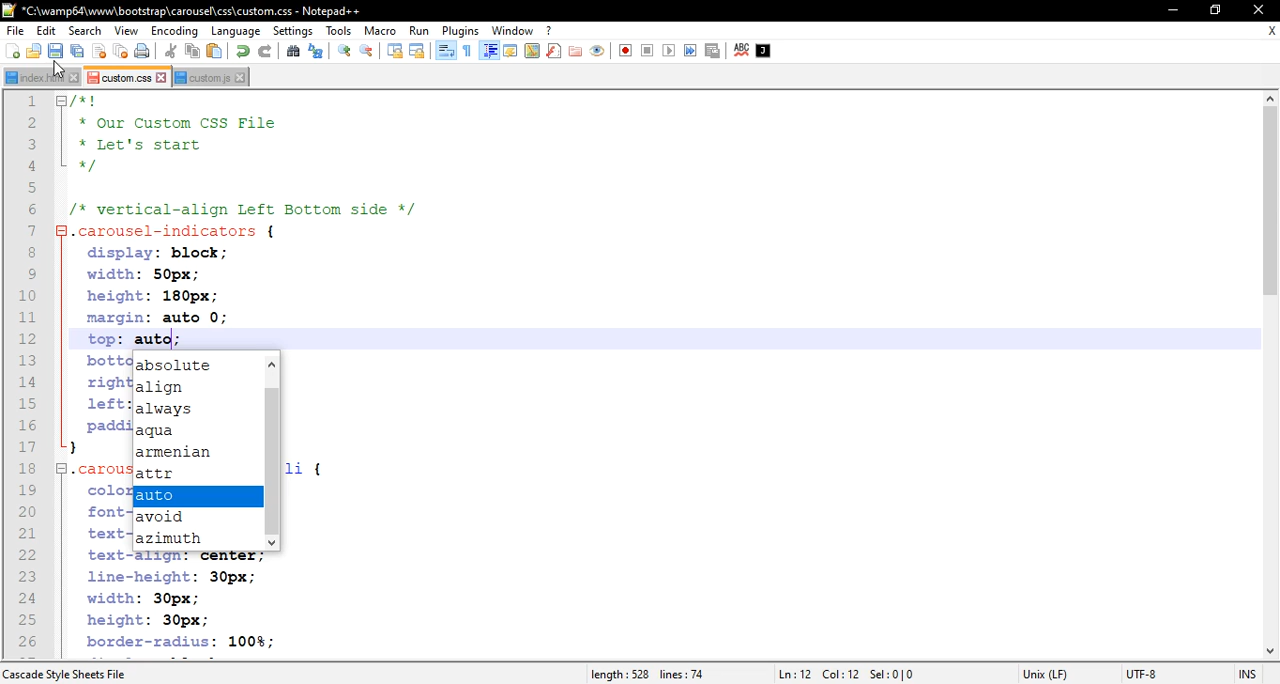 *C:\wamp64\www\bootstrap\carousel\css\custom.css - Notepad++
File Edit Search View Encoding Language Settings Tools Macro Run Plugins Window ? X
ABC J
custom.css custom.js
1 /*!
2 * Our Custom CSS File
3 * Let's start
4 */
5
6 /* vertical-align Left Bottom side */
7 .carousel-indicators {
8 display: block;
9 width: 50px;
10 height: 180px;
11 margin: auto 0;
12 top: auto;
13
14
15 left:
16
17 }
18 li {
19
20
21
22 text-align: center;
23 line-height: 30px;
24 width: 30px;
25 height: 30px;
26 border-radius: 100%;
absolute
align
always
aqua
armenian
attr
auto
avoid
azimuth
Cascade Style Sheets File length: 528 lines: 74 Ln: 12 Col: 12 Sel: 0 | 0 Unix (LF) UTF-8 INS